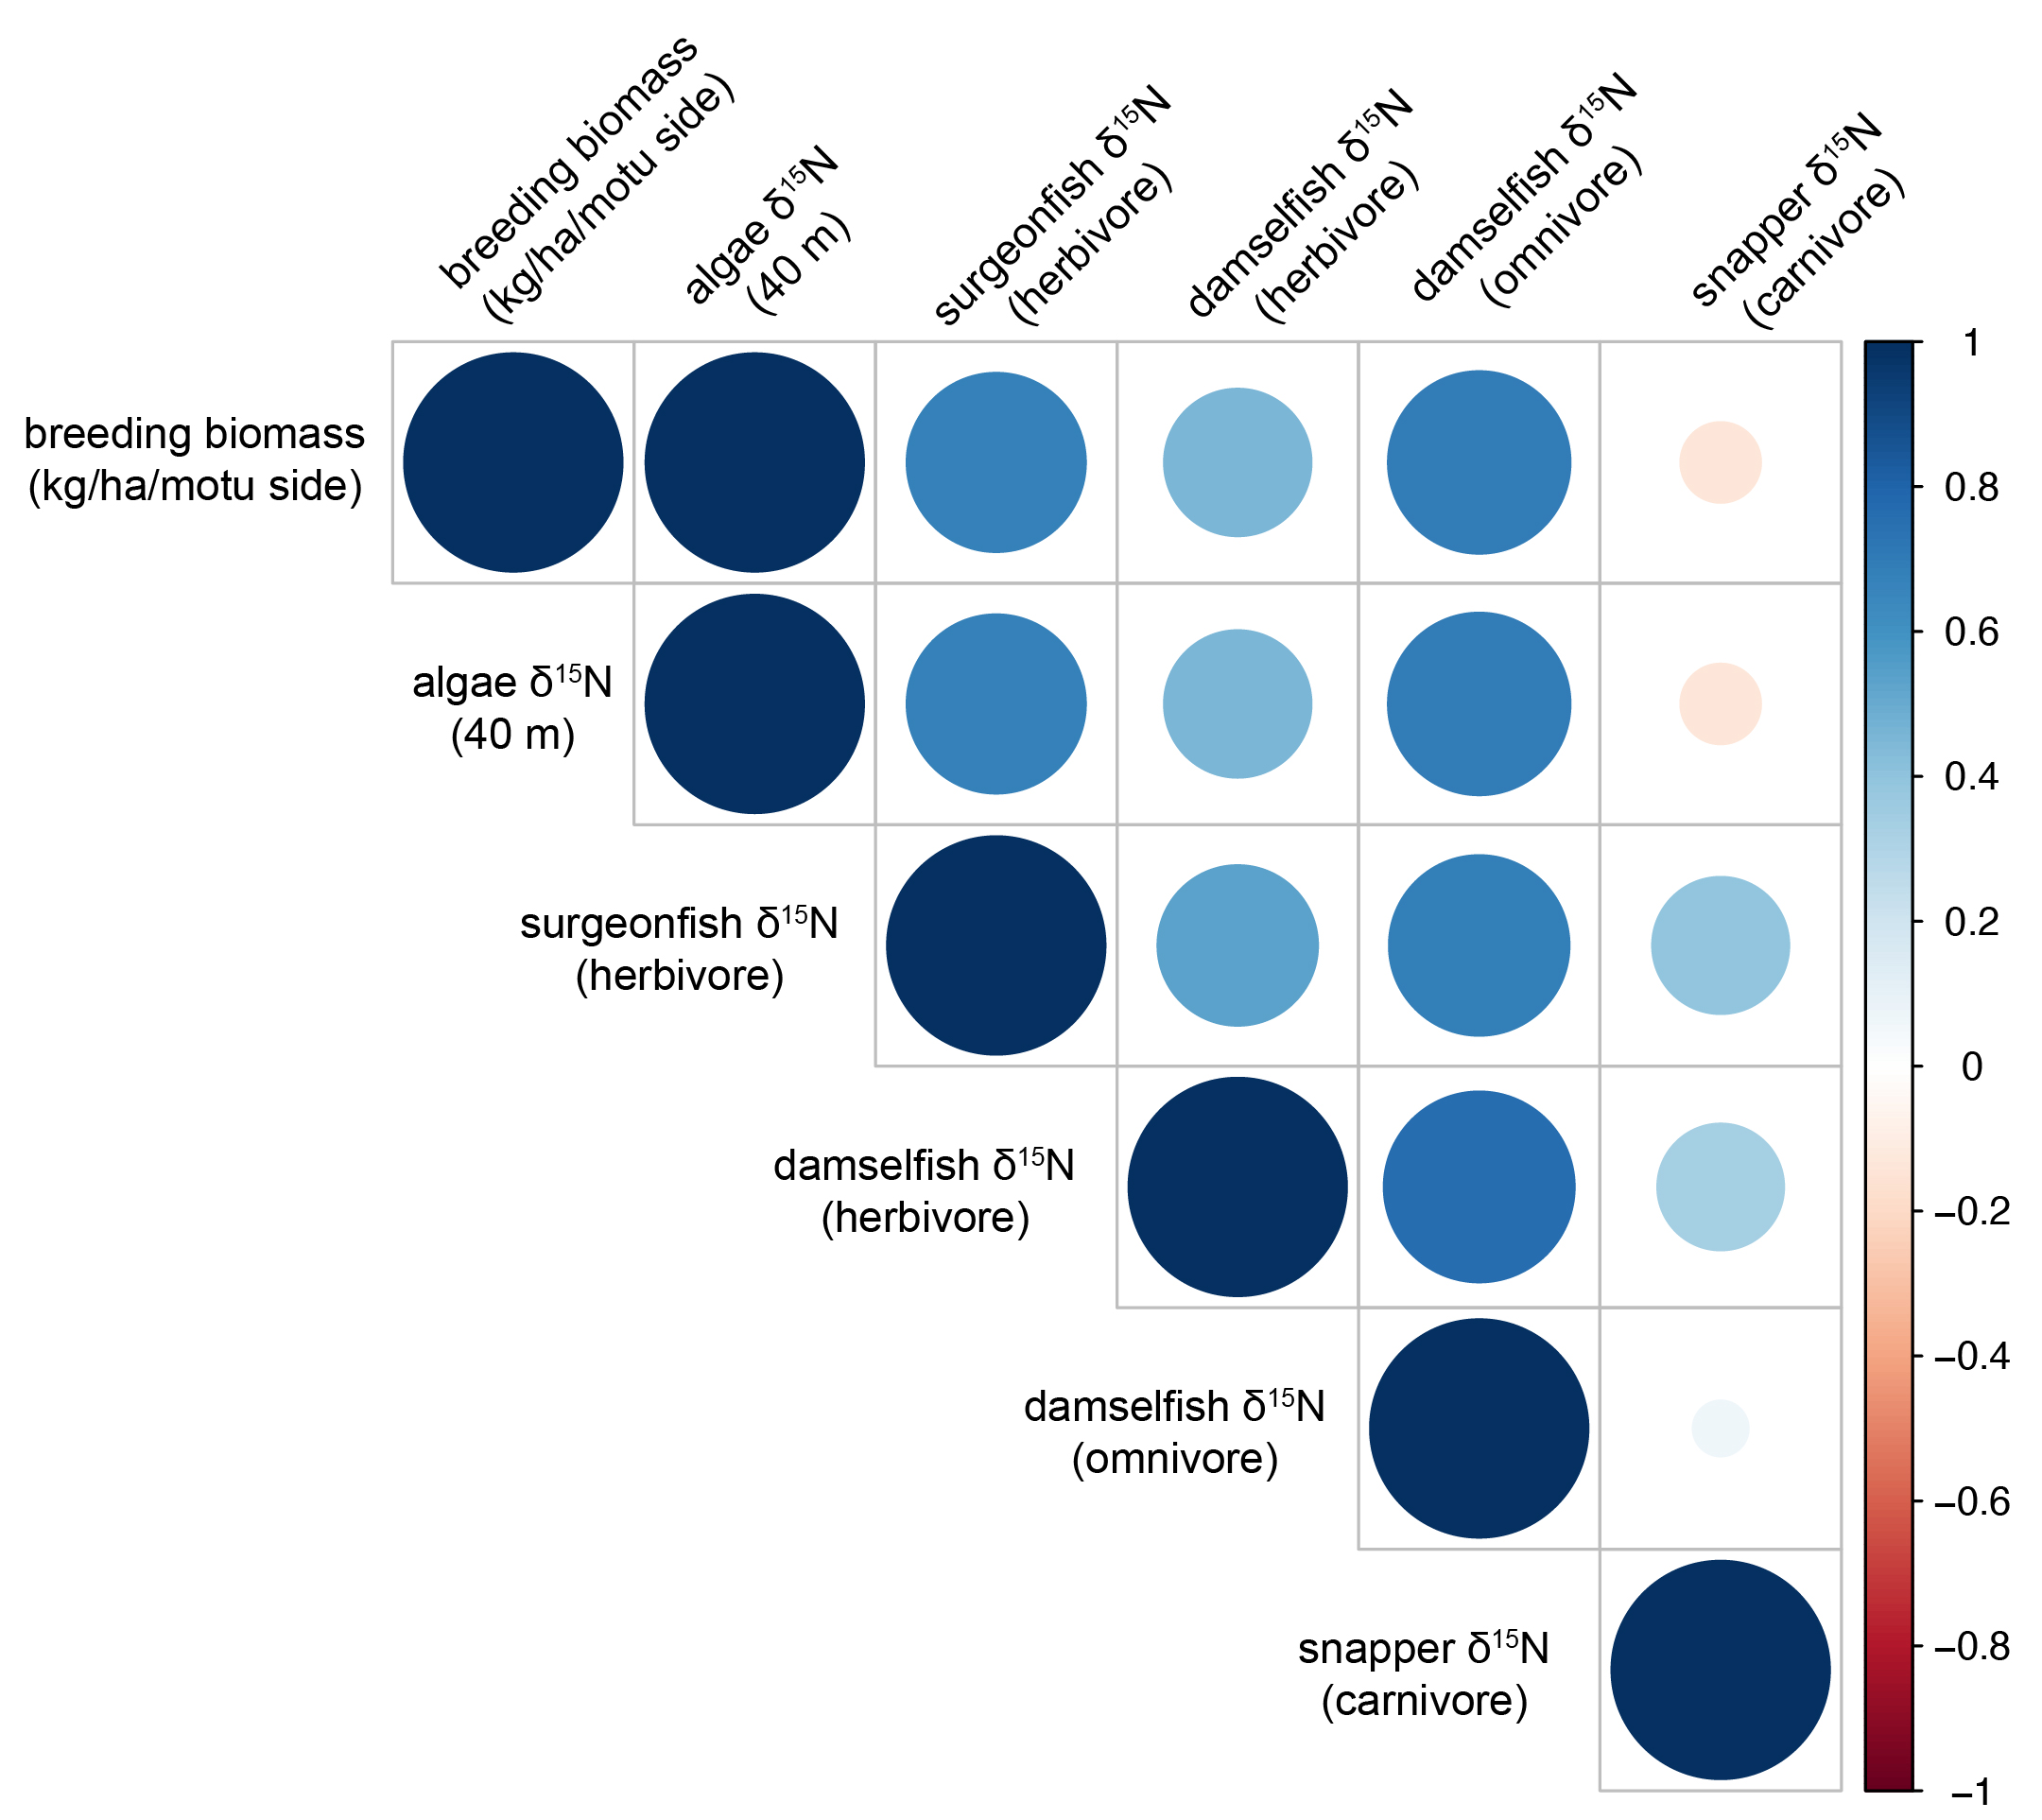 breeding biomass
(kg/ha/motu side)
algae δ¹⁵N
(40 m)
surgeonfish δ¹⁵N
(herbivore)
damselfish δ¹⁵N
(herbivore)
damselfish δ¹⁵N
(omnivore)
snapper δ¹⁵N
(carnivore)
breeding biomass
(kg/ha/motu side)
algae δ¹⁵N
(40 m)
surgeonfish δ¹⁵N
(herbivore)
damselfish δ¹⁵N
(herbivore)
damselfish δ¹⁵N
(omnivore)
snapper δ¹⁵N
(carnivore)
1
0.8
0.6
0.4
0.2
0
−0.2
−0.4
−0.6
−0.8
−1